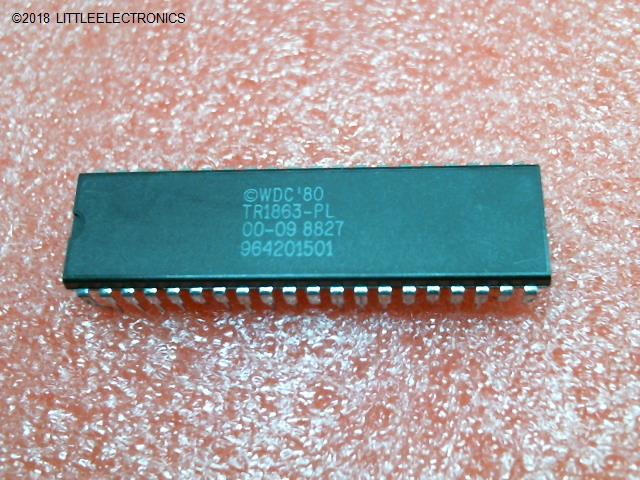 ©2018 LITTLEELECTRONICS
©WDC'80
TR1863-PL
00-09 8827
964201501